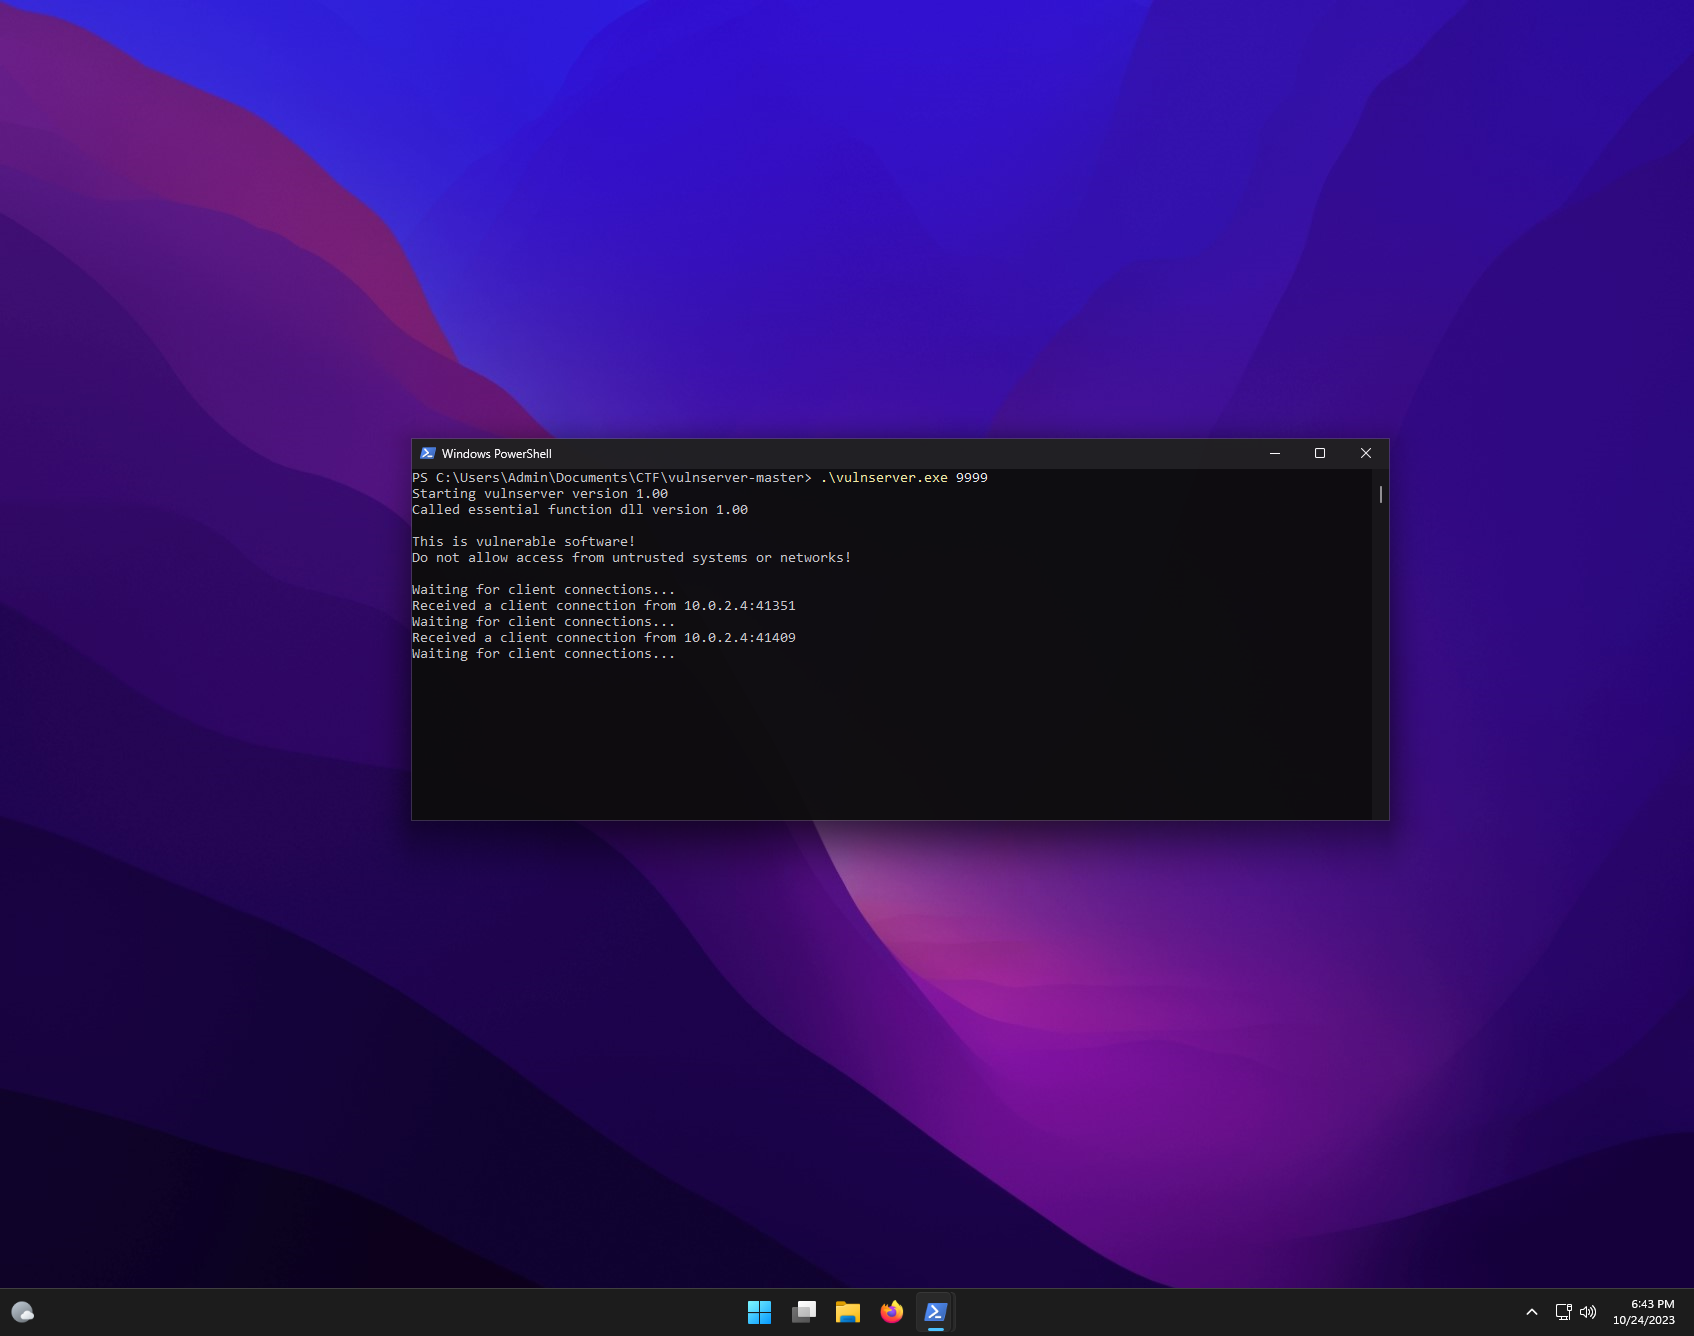 Windows PowerShell
PS C:\Users\Admin\Documents\CTF\vulnserver-master> .\vulnserver.exe 9999
Starting vulnserver version 1.00
Called essential function dll version 1.00
This is vulnerable software!
Do not allow access from untrusted systems or networks!
Waiting for client connections...
Received a client connection from 10.0.2.4:41351
Waiting for client connections...
Received a client connection from 10.0.2.4:41409
Waiting for client connections...
6:43 PM
10/24/2023